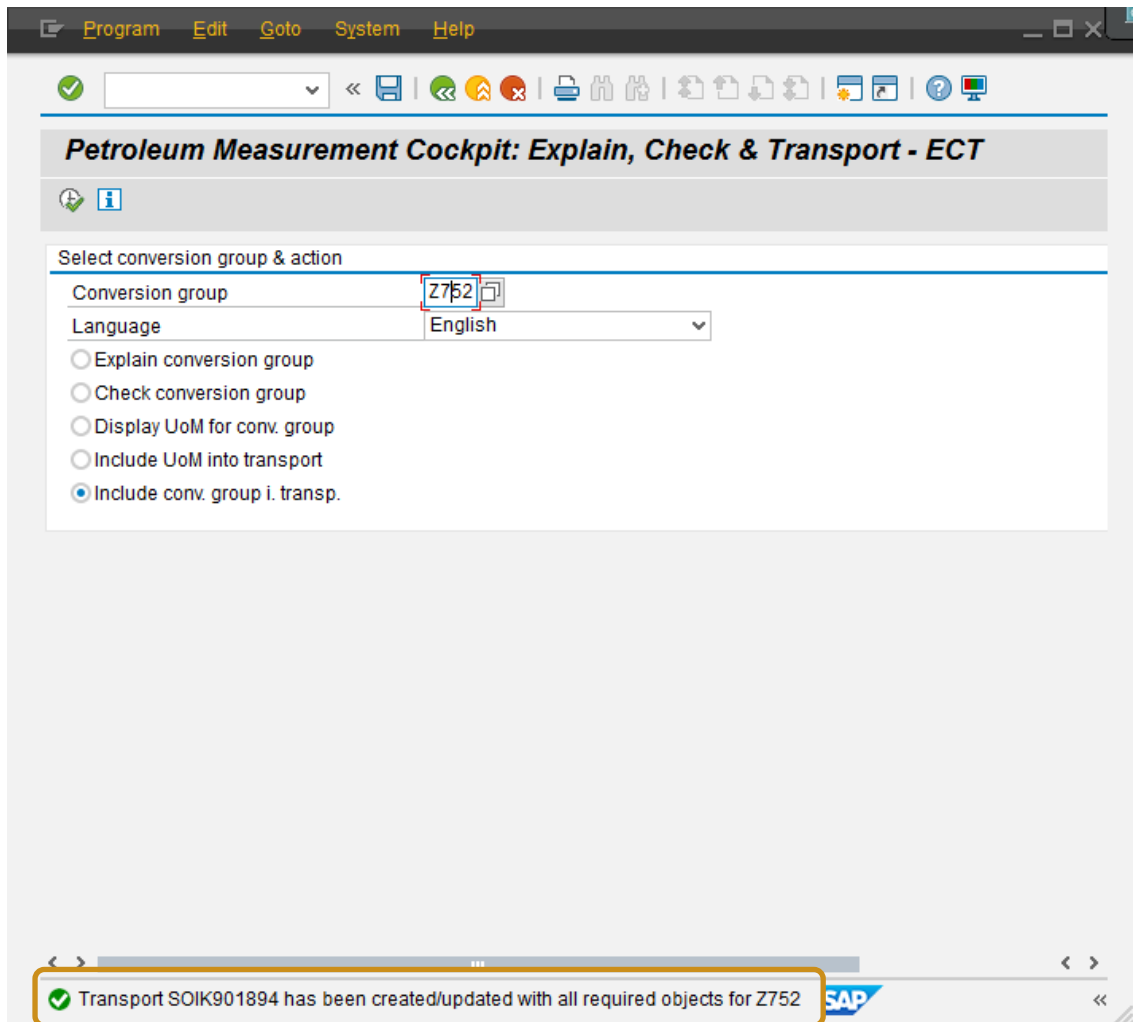 Program Edit Goto System Help
Petroleum Measurement Cockpit: Explain, Check & Transport - ECT
Select conversion group & action
Conversion group Z752
Language English
Explain conversion group
Check conversion group
Display UoM for conv. group
Include UoM into transport
Include conv. group i. transp.
Transport SOIK901894 has been created/updated with all required objects for Z752 SAP